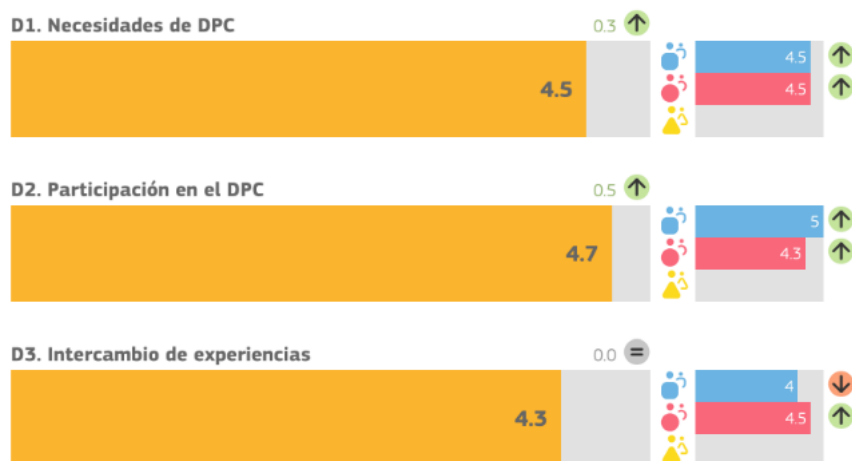 D1. Necesidades de DPC 0.3
4.5 4.5
4.5
D2. Participación en el DPC 0.5
4.7 5
4.3
D3. Intercambio de experiencias 0.0 =
4.3 4
4.5